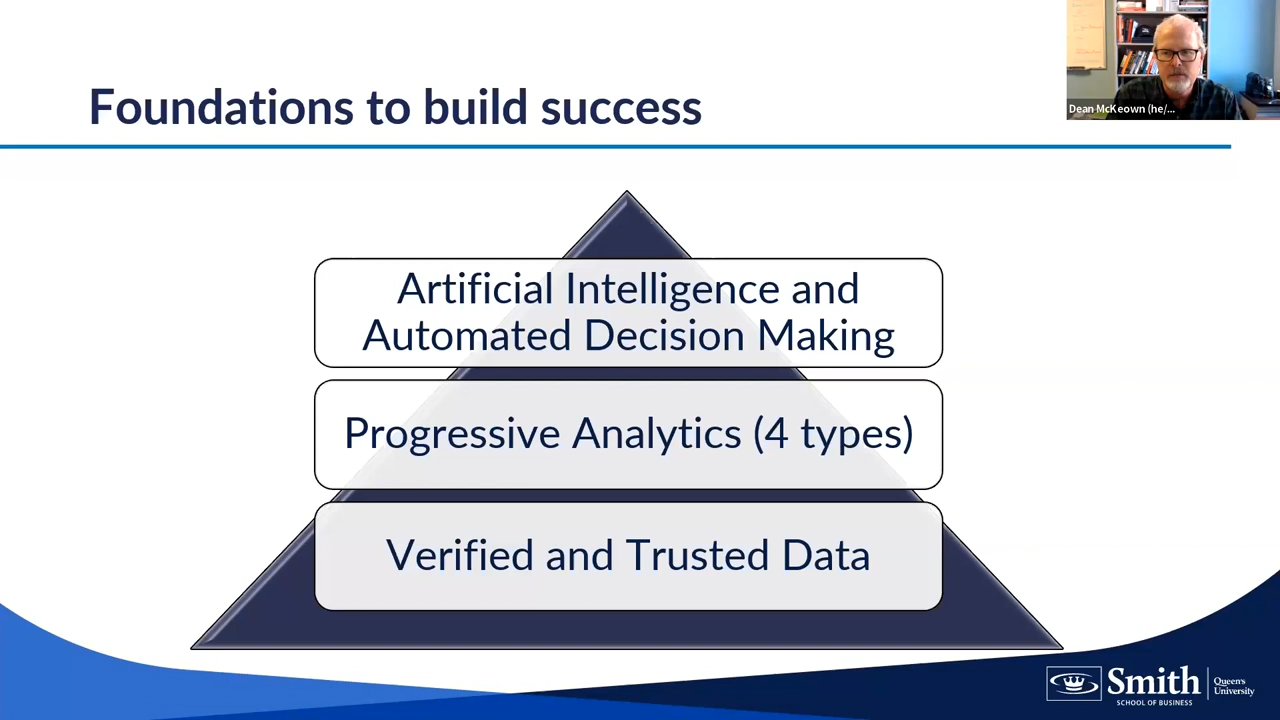 Foundations to build success
Dean McKeown (he/...
Artificial Intelligence and
Automated Decision Making
Progressive Analytics (4 types)
Verified and Trusted Data
Smith
SCHOOL OF BUSINESS
Queen's
University